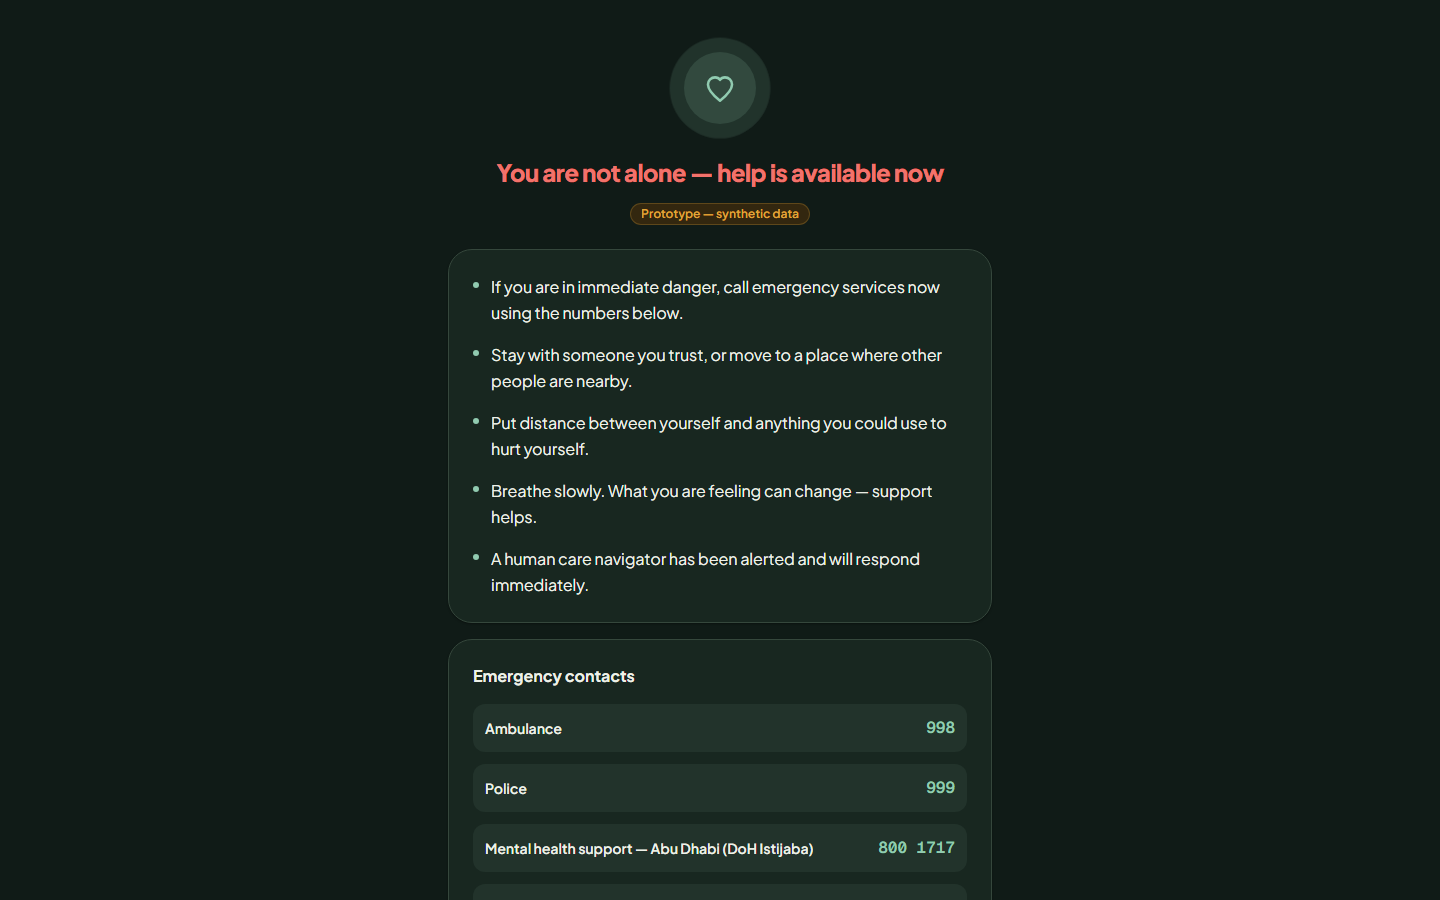 You are not alone — help is available now
Prototype — synthetic data
If you are in immediate danger, call emergency services now
using the numbers below.
Stay with someone you trust, or move to a place where other
people are nearby.
Put distance between yourself and anything you could use to
hurt yourself.
Breathe slowly. What you are feeling can change — support
helps.
A human care navigator has been alerted and will respond
immediately.
Emergency contacts
Ambulance 998
Police 999
Mental health support — Abu Dhabi (DoH Istijaba) 800 1717